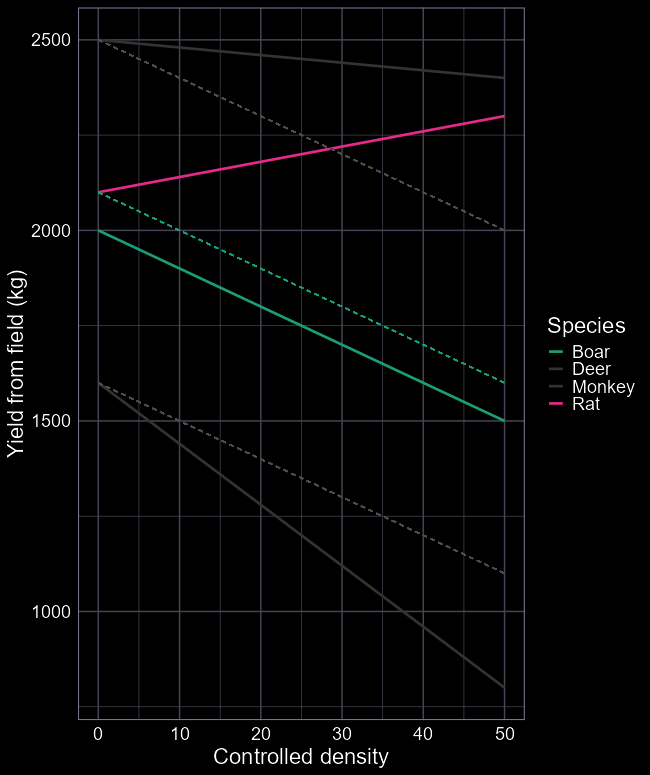 2500
2000
1500
1000
0 10 20 30 40 50
Controlled density
Yield from field (kg)
Species
Boar
Deer
Monkey
Rat